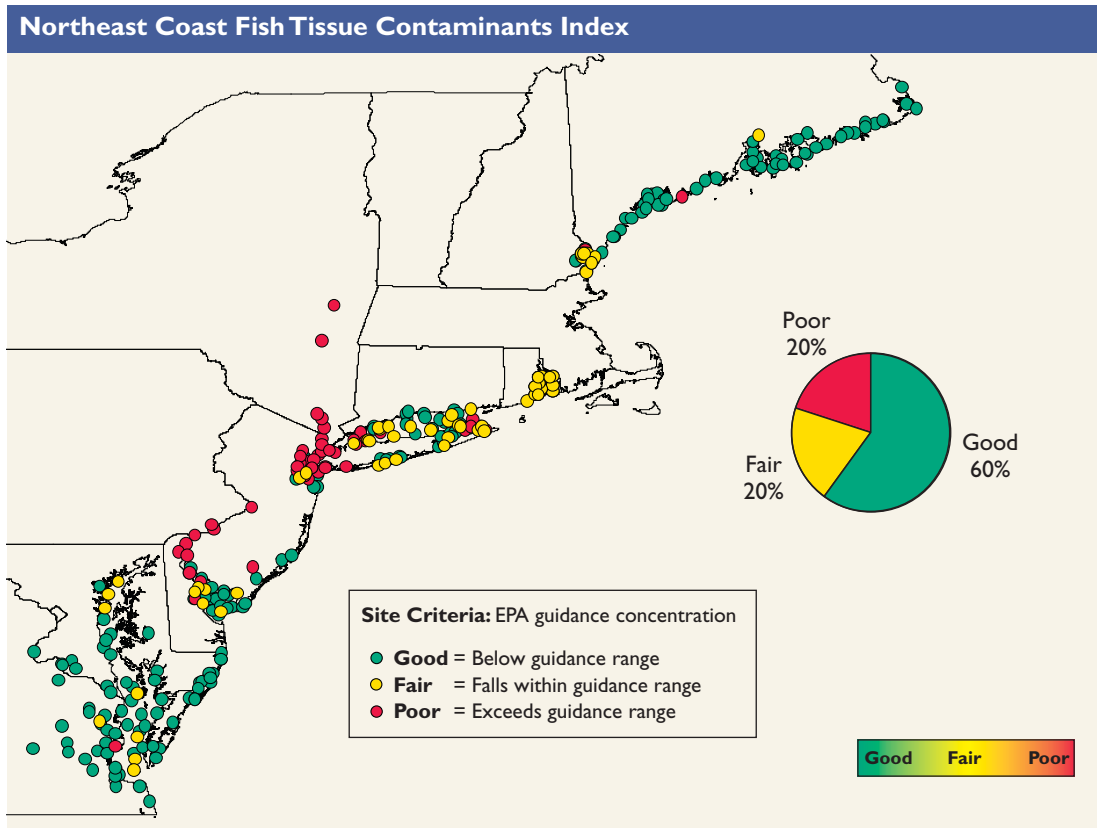 Northeast Coast Fish Tissue Contaminants Index
Poor
20%
Good
60%
Fair
20%
Site Criteria: EPA guidance concentration
Good = Below guidance range
Fair = Falls within guidance range
Poor = Exceeds guidance range
Good Fair Poor